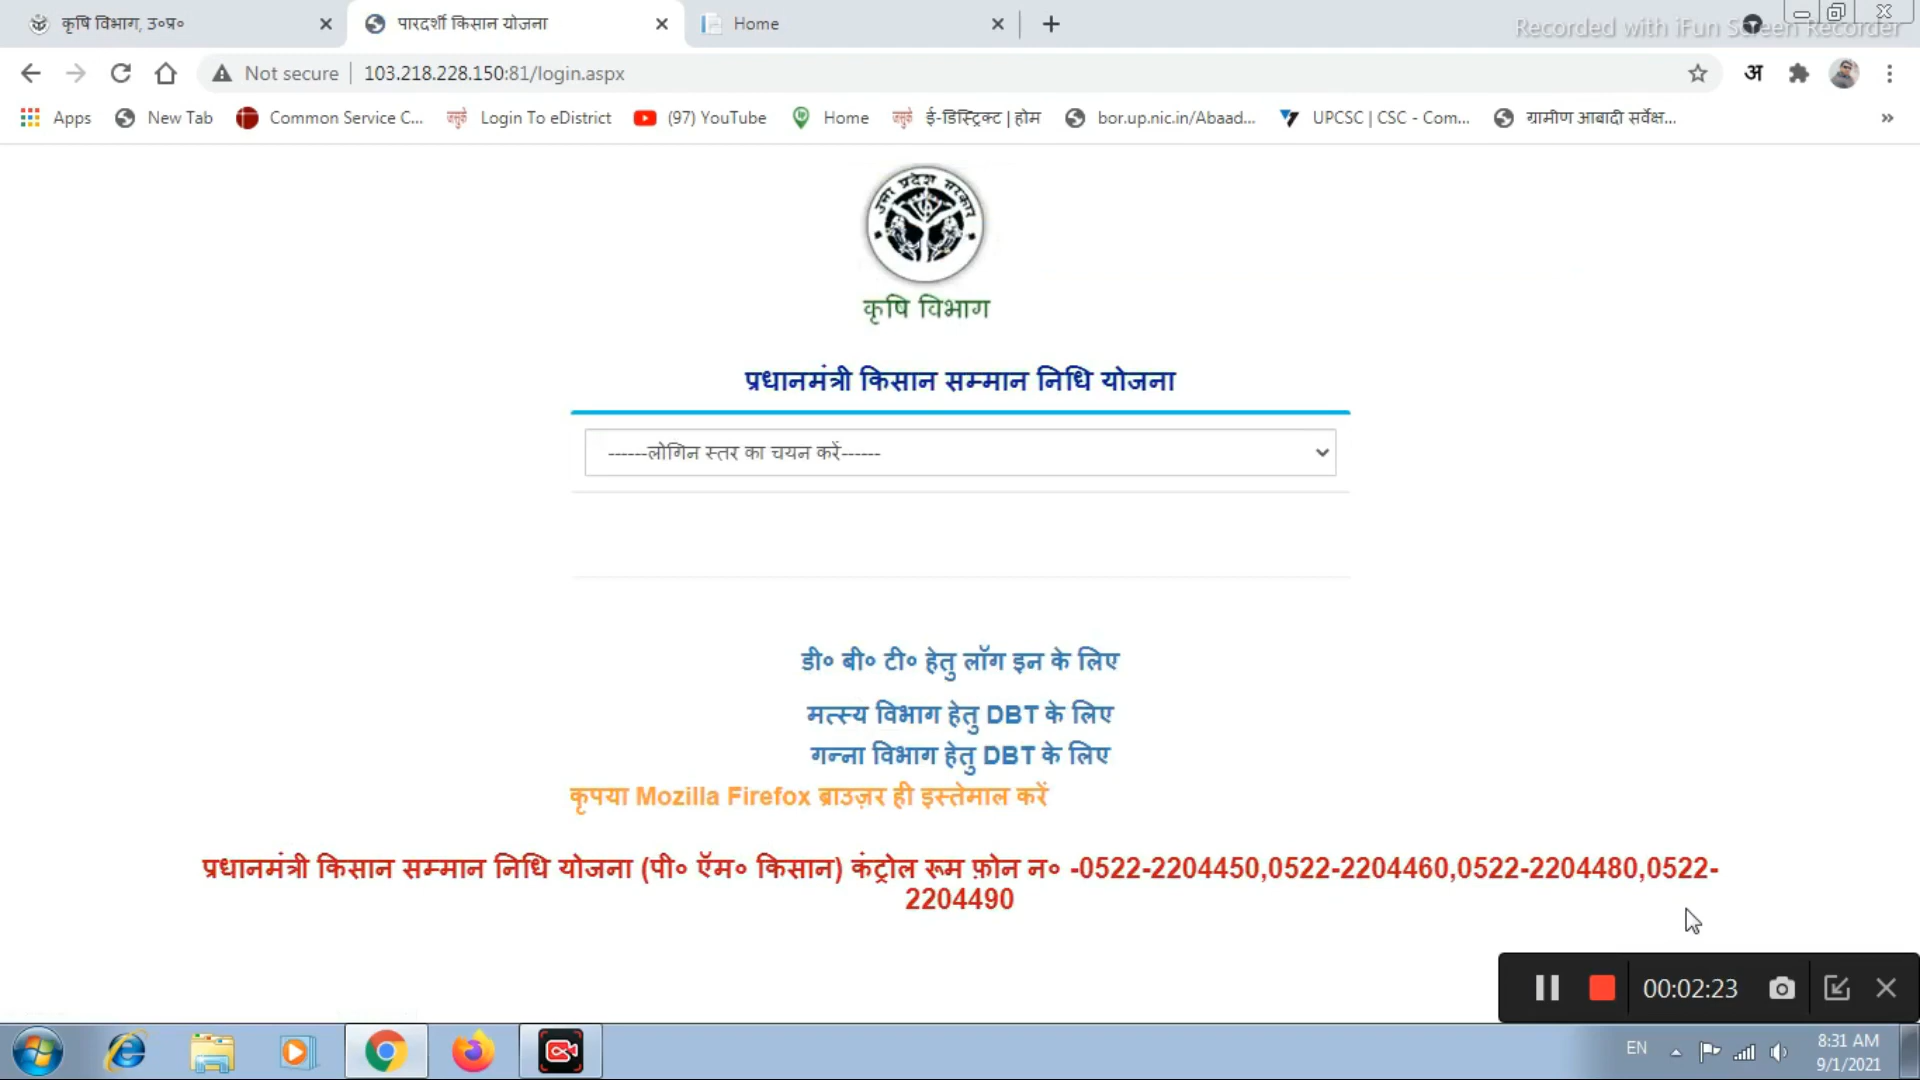 कृषि विभाग, उ०प्र०
पारदर्शी किसान योजना
Home
Recorded with iFun Screen Recorder
Not secure
103.218.228.150:81/login.aspx
अ
Apps
New Tab
Common Service C...
Login To eDistrict
(97) YouTube
Home
ई-डिस्ट्रिक्ट | होम
bor.up.nic.in/Abaad...
UPCSC | CSC - Com...
ग्रामीण आबादी सर्वेक्ष...
»
उत्तर प्रदेश सरकार
कृषि विभाग
प्रधानमंत्री किसान सम्मान निधि योजना
------लोगिन स्तर का चयन करें------
डी० बी० टी० हेतु लॉग इन के लिए
मत्स्य विभाग हेतु DBT के लिए
गन्ना विभाग हेतु DBT के लिए
कृपया Mozilla Firefox ब्राउज़र ही इस्तेमाल करें
प्रधानमंत्री किसान सम्मान निधि योजना (पी० ऍम० किसान) कंट्रोल रूम फ़ोन न० -0522-2204450,0522-2204460,0522-2204480,0522-
2204490
00:02:23
EN
8:31 AM
9/1/2021